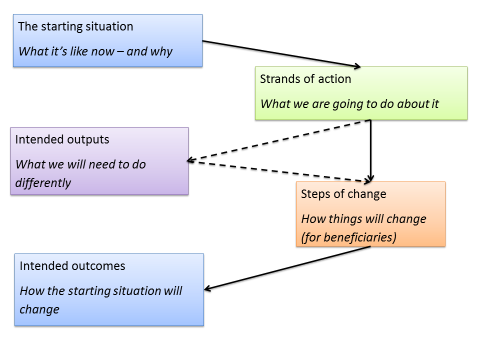 The starting situation
What it's like now – and why
Strands of action
What we are going to do about it
Intended outputs
What we will need to do
differently
Steps of change
How things will change
(for beneficiaries)
Intended outcomes
How the starting situation will
change